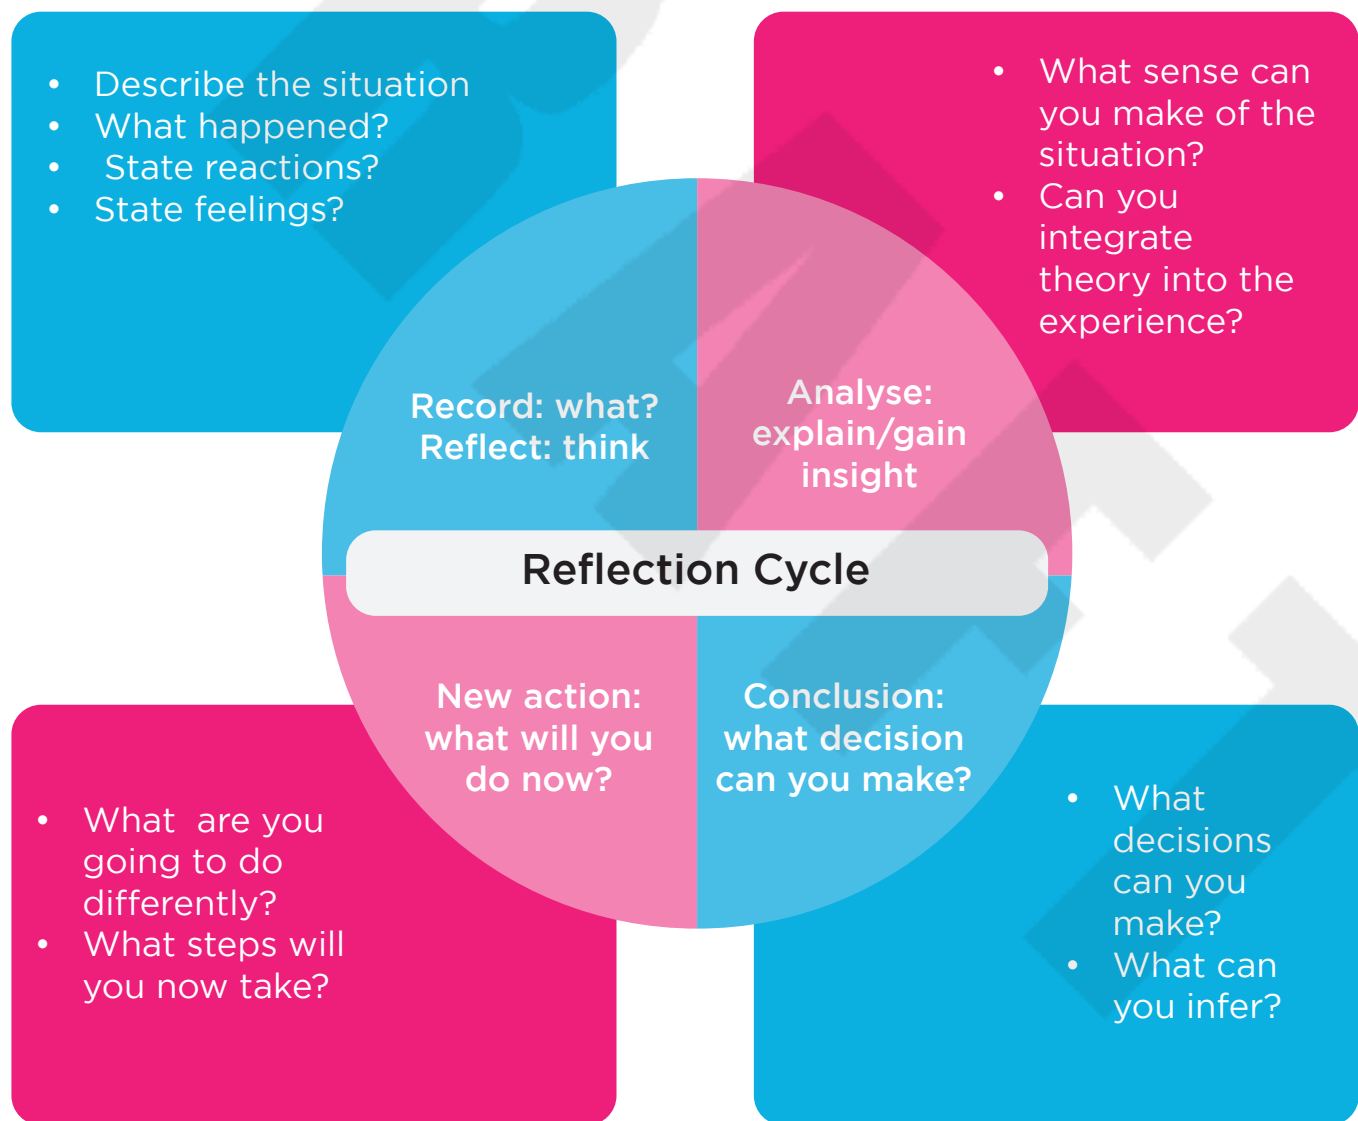 • Describe the situation
• What happened?
• State reactions?
• State feelings?
• What sense can
you make of the
situation?
• Can you
integrate
theory into the
experience?
Record: what?
Reflect: think
Analyse:
explain/gain
insight
Reflection Cycle
New action:
what will you
do now?
Conclusion:
what decision
can you make?
• What are you
going to do
differently?
• What steps will
you now take?
• What
decisions
can you
make?
• What can
you infer?